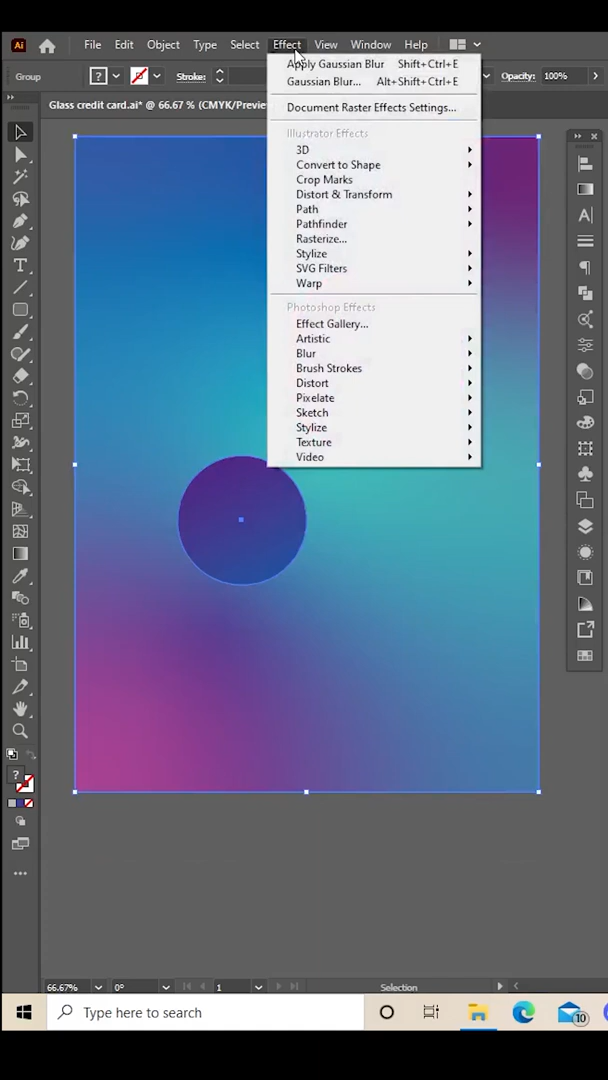 Ai File Edit Object Type Select Effect View Window Help
Group ? Stroke: Opacity: 100%
Glass credit card.ai* @ 66.67 % (CMYK/Previe
Apply Gaussian Blur Shift+Ctrl+E
Gaussian Blur... Alt+Shift+Ctrl+E
Document Raster Effects Settings...
Illustrator Effects
3D
Convert to Shape
Crop Marks
Distort & Transform
Path
Pathfinder
Rasterize...
Stylize
SVG Filters
Warp
Photoshop Effects
Effect Gallery...
Artistic
Blur
Brush Strokes
Distort
Pixelate
Sketch
Stylize
Texture
Video
?
66.67% 0° 1 Selection
Type here to search 10